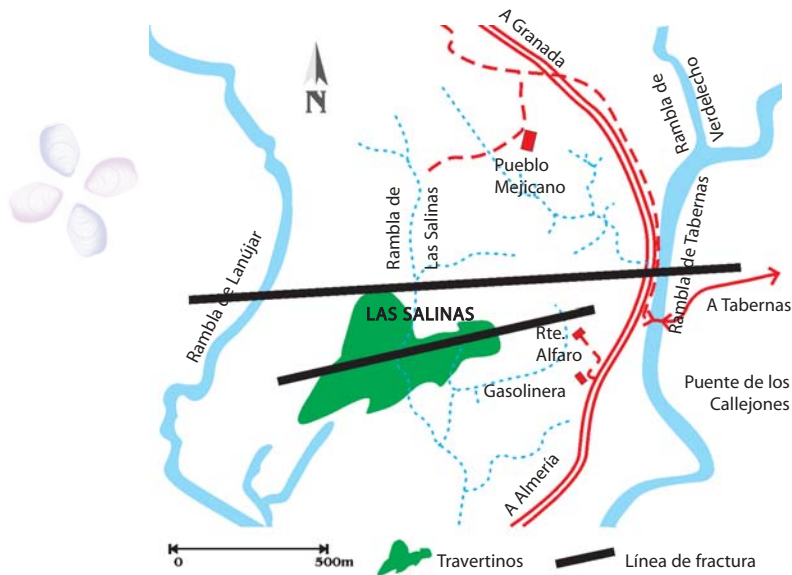 A Granada
Rambla de
Verdelecho
N
Pueblo
Mejicano
Rambla de
Las Salinas
Rambla de Lanújar
Rambla de Tabernas
LAS SALINAS
A Tabernas
Rte.
Alfaro
Gasolinera
Puente de los
Callejones
A Almería
0 500m
Travertinos
Línea de fractura